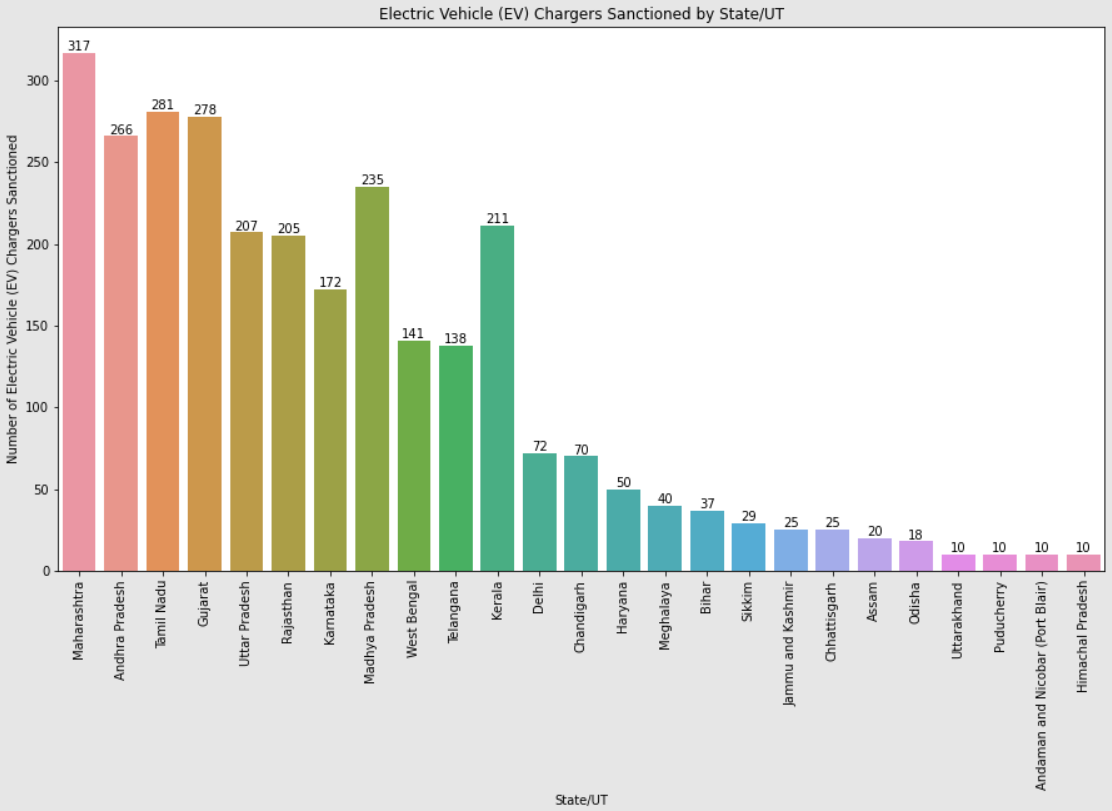 Electric Vehicle (EV) Chargers Sanctioned by State/UT
Number of Electric Vehicle (EV) Chargers Sanctioned
300
250
200
150
100
50
0
317
266
281
278
207
205
172
235
141
138
211
72
70
50
40
37
29
25
25
20
18
10
10
10
10
Maharashtra
Andhra Pradesh
Tamil Nadu
Gujarat
Uttar Pradesh
Rajasthan
Karnataka
Madhya Pradesh
West Bengal
Telangana
Kerala
Delhi
Chandigarh
Haryana
Meghalaya
Bihar
Sikkim
Jammu and Kashmir
Chhattisgarh
Assam
Odisha
Uttarakhand
Puducherry
Andaman and Nicobar (Port Blair)
Himachal Pradesh
State/UT